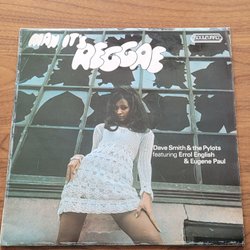 MAN IT'S
REGGAE
Dave Smith & the Pylots
featuring Errol English
& Eugene Paul